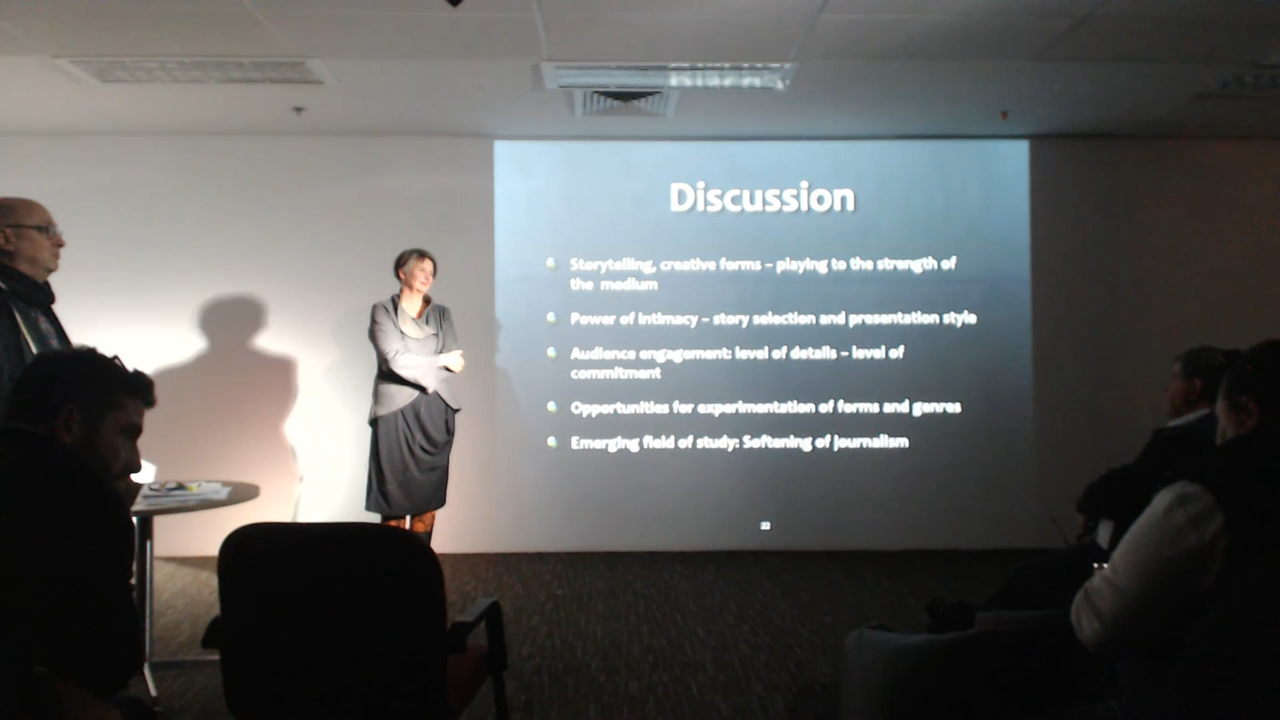 Discussion
Storytelling, creative forms – playing to the strength of
the medium
Power of intimacy – story selection and presentation style
Audience engagement: level of details – level of
commitment
Opportunities for experimentation of forms and genres
Emerging field of study: Softening of journalism